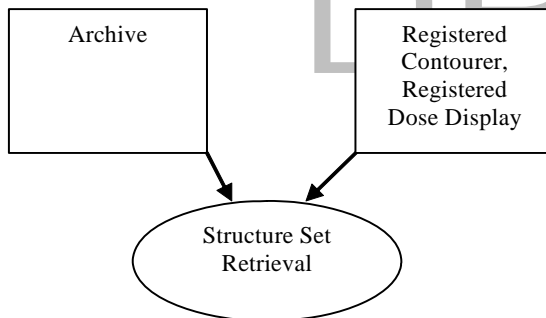 Archive
Registered
Contourer,
Registered
Dose Display
Structure Set
Retrieval